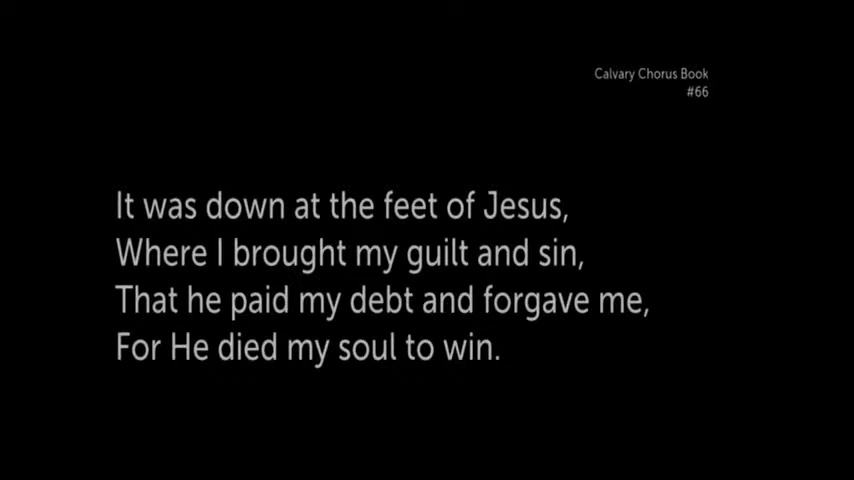 Calvary Chorus Book
#66
It was down at the feet of Jesus,
Where I brought my guilt and sin,
That he paid my debt and forgave me,
For He died my soul to win.